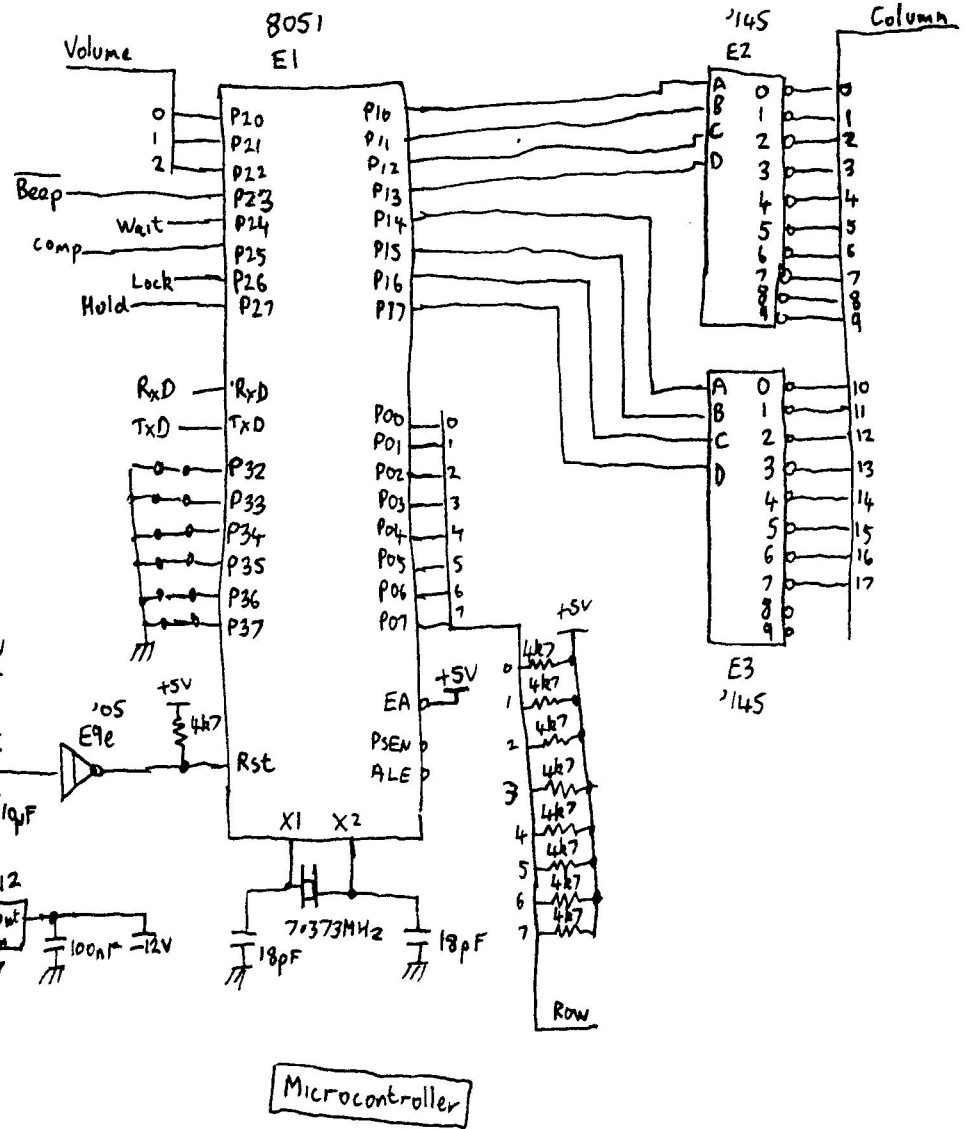 8051
E1
'145
E2
Column
Volume
0 P20
1 P21
2 P22
Beep P23
Wait P24
Comp P25
Lock P26
Hold P27
RxD RxD
TxD TxD
P32
P33
P34
P35
P36
P37
P10
P11
P12
P13
P14
P15
P16
P17
A 0 0
B 1 1
C 2 2
D 3 3
4 4
5 5
6 6
7 7
8 8
9 9
A 0 10
B 1 11
C 2 12
D 3 13
4 14
5 15
6 16
7 17
8
9
E3
'145
P00 0
P01 1
P02 2
P03 3
P04 4
P05 5
P06 6
P07 7
EA +5V
PSEN
ALE
+5V
0 4k7
1 4k7
2 4k7
3 4k7
4 4k7
5 4k7
6 4k7
7 4k7
Row
'05
E9e
+5V
4k7
Rst
X1 X2
7.373MHz
18pF
18pF
10µF
12
out
100nF
-12V
Microcontroller